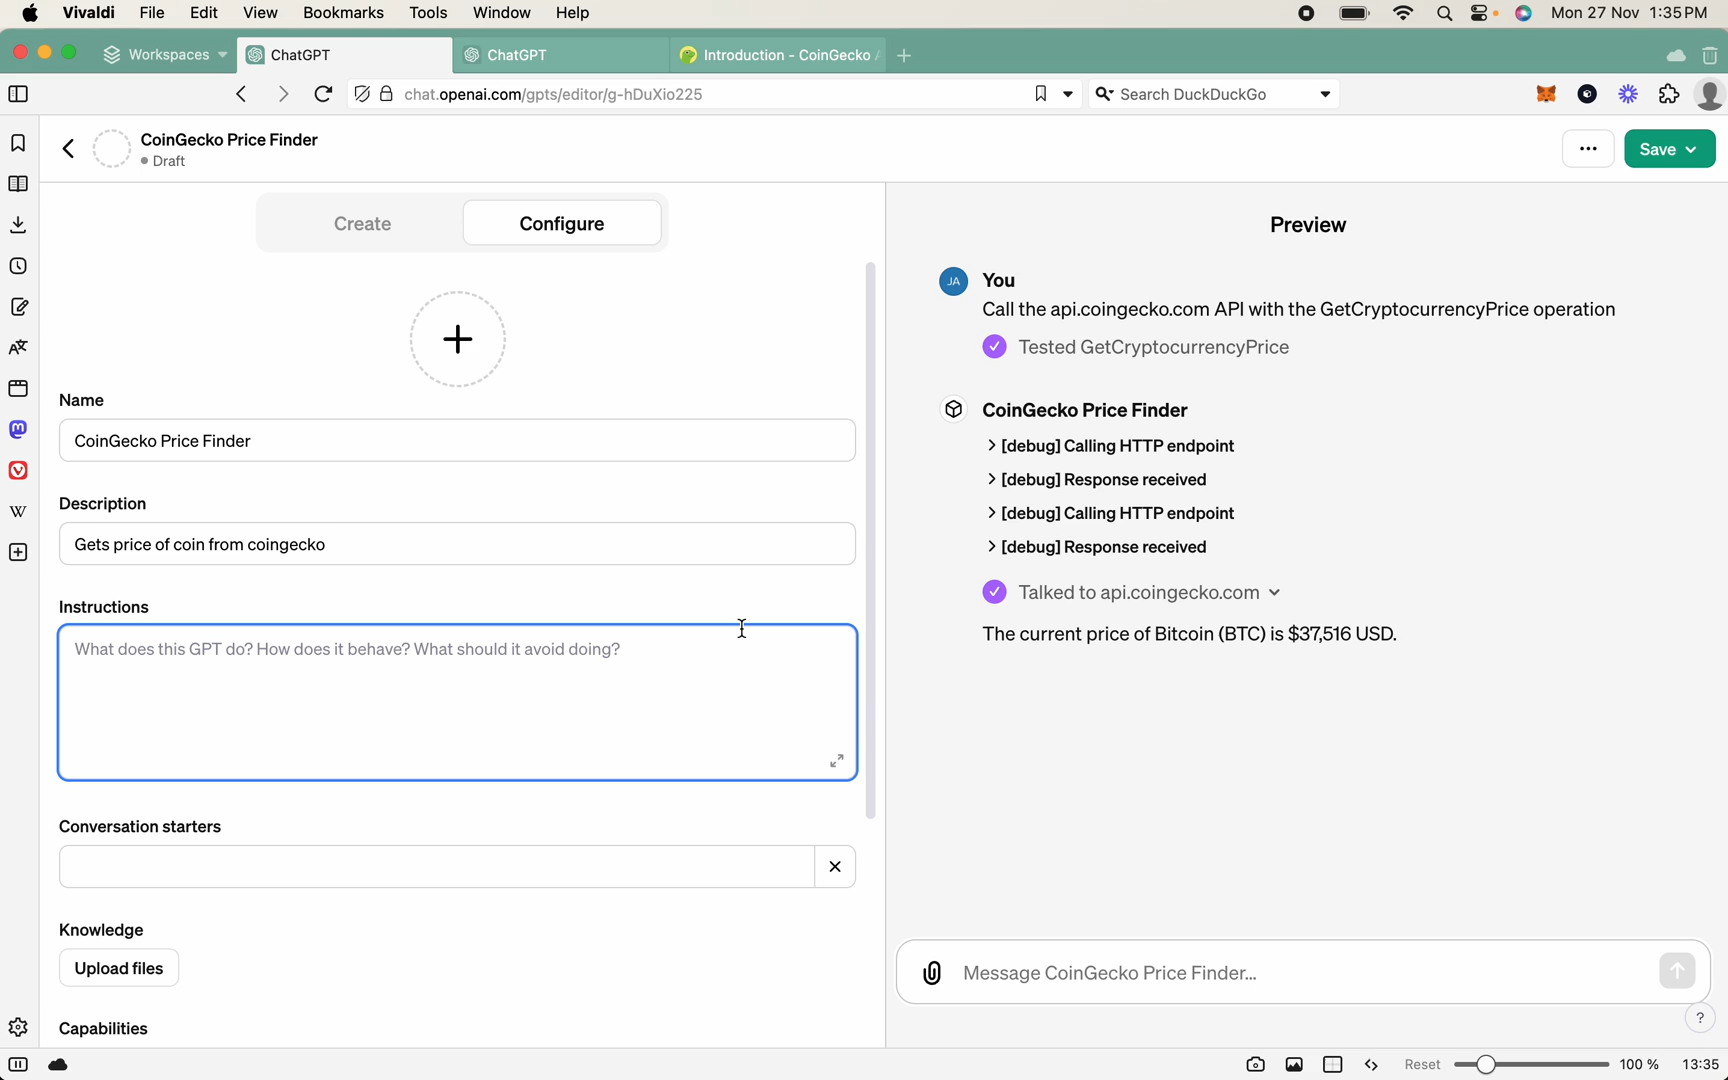 Vivaldi File Edit View Bookmarks Tools Window Help Mon 27 Nov 1:35 PM
Workspaces ChatGPT ChatGPT Introduction - CoinGecko
chat.openai.com/gpts/editor/g-hDuXio225 Search DuckDuckGo
CoinGecko Price Finder
Draft
Save
Create Configure
Preview
JA You
Call the api.coingecko.com API with the GetCryptocurrencyPrice operation
Tested GetCryptocurrencyPrice
Name
CoinGecko Price Finder
CoinGecko Price Finder
[debug] Calling HTTP endpoint
[debug] Response received
Description
[debug] Calling HTTP endpoint
Gets price of coin from coingecko
[debug] Response received
Talked to api.coingecko.com
Instructions
The current price of Bitcoin (BTC) is $37,516 USD.
What does this GPT do? How does it behave? What should it avoid doing?
Conversation starters
Knowledge
Upload files
Message CoinGecko Price Finder...
?
Capabilities
Reset 100 % 13:35